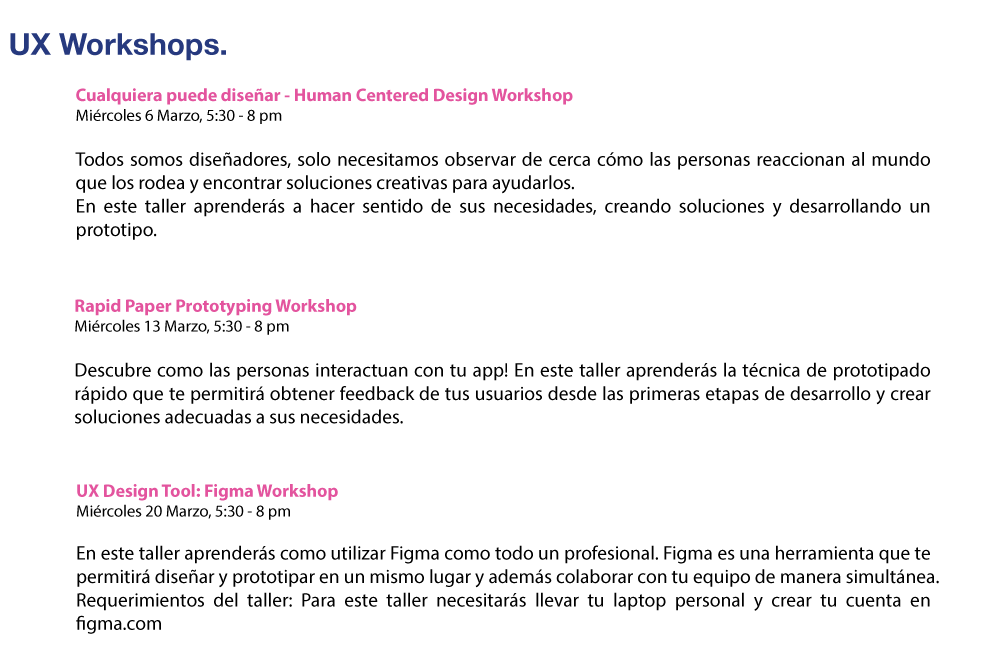 UX Workshops.
Cualquiera puede diseñar - Human Centered Design Workshop
Miércoles 6 Marzo, 5:30 - 8 pm
Todos somos diseñadores, solo necesitamos observar de cerca cómo las personas reaccionan al mundo
que los rodea y encontrar soluciones creativas para ayudarlos.
En este taller aprenderás a hacer sentido de sus necesidades, creando soluciones y desarrollando un
prototipo.
Rapid Paper Prototyping Workshop
Miércoles 13 Marzo, 5:30 - 8 pm
Descubre como las personas interactuan con tu app! En este taller aprenderás la técnica de prototipado
rápido que te permitirá obtener feedback de tus usuarios desde las primeras etapas de desarrollo y crear
soluciones adecuadas a sus necesidades.
UX Design Tool: Figma Workshop
Miércoles 20 Marzo, 5:30 - 8 pm
En este taller aprenderás como utilizar Figma como todo un profesional. Figma es una herramienta que te
permitirá diseñar y prototipar en un mismo lugar y además colaborar con tu equipo de manera simultánea.
Requerimientos del taller: Para este taller necesitarás llevar tu laptop personal y crear tu cuenta en
figma.com